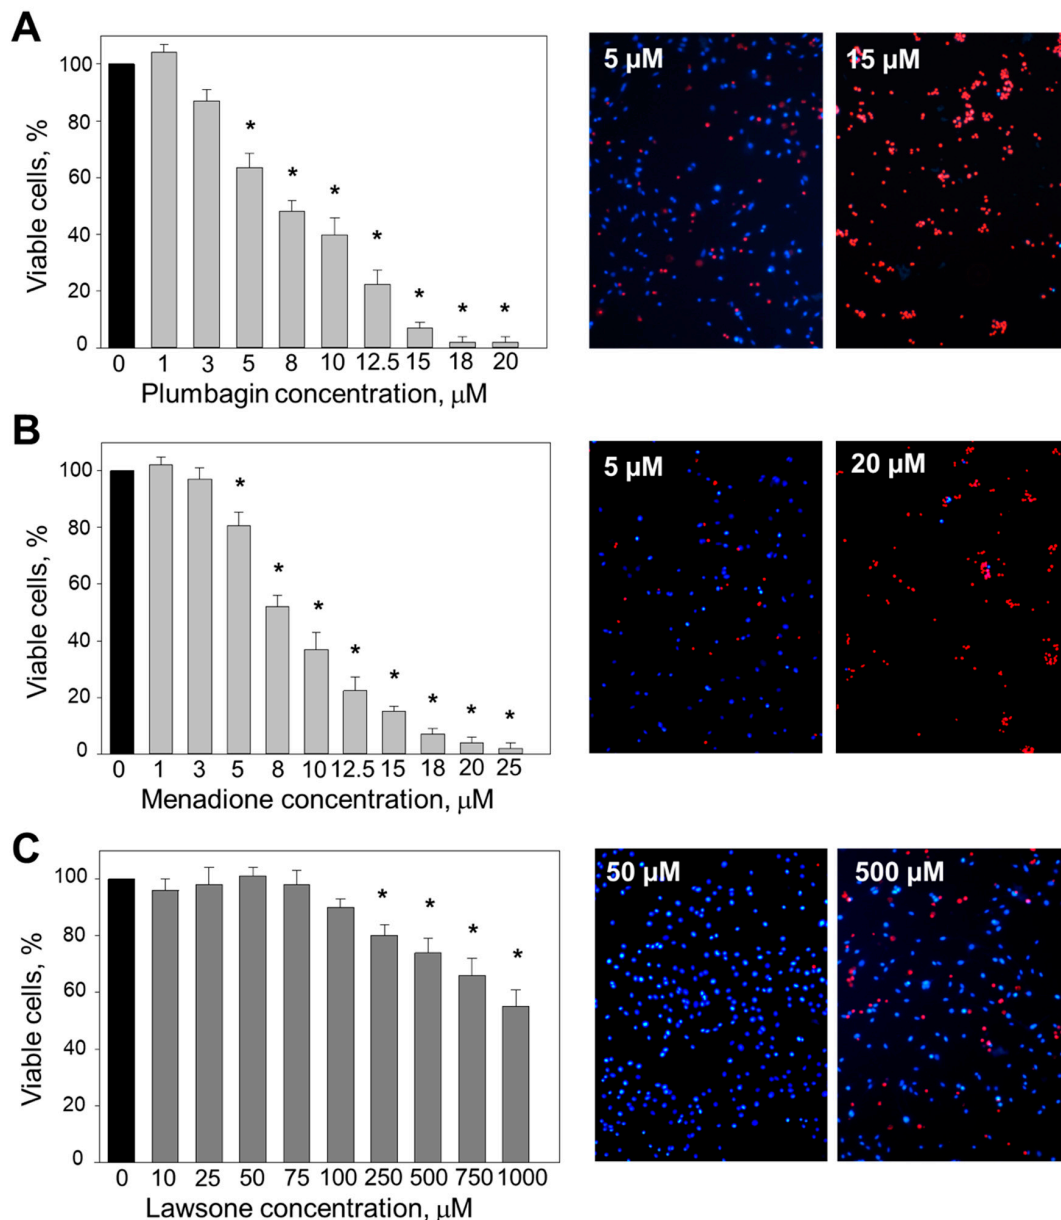 A
Viable cells, %
100
80
60
40
20
0
* * * * * * *
0 1 3 5 8 10 12.5 15 18 20
Plumbagin concentration, μM
5 μM
15 μM
B
Viable cells, %
100
80
60
40
20
0
* * * * * * * *
0 1 3 5 8 10 12.5 15 18 20 25
Menadione concentration, μM
5 μM
20 μM
C
Viable cells, %
100
80
60
40
20
0
* * * *
0 10 25 50 75 100 250 500 750 1000
Lawsone concentration, μM
50 μM
500 μM